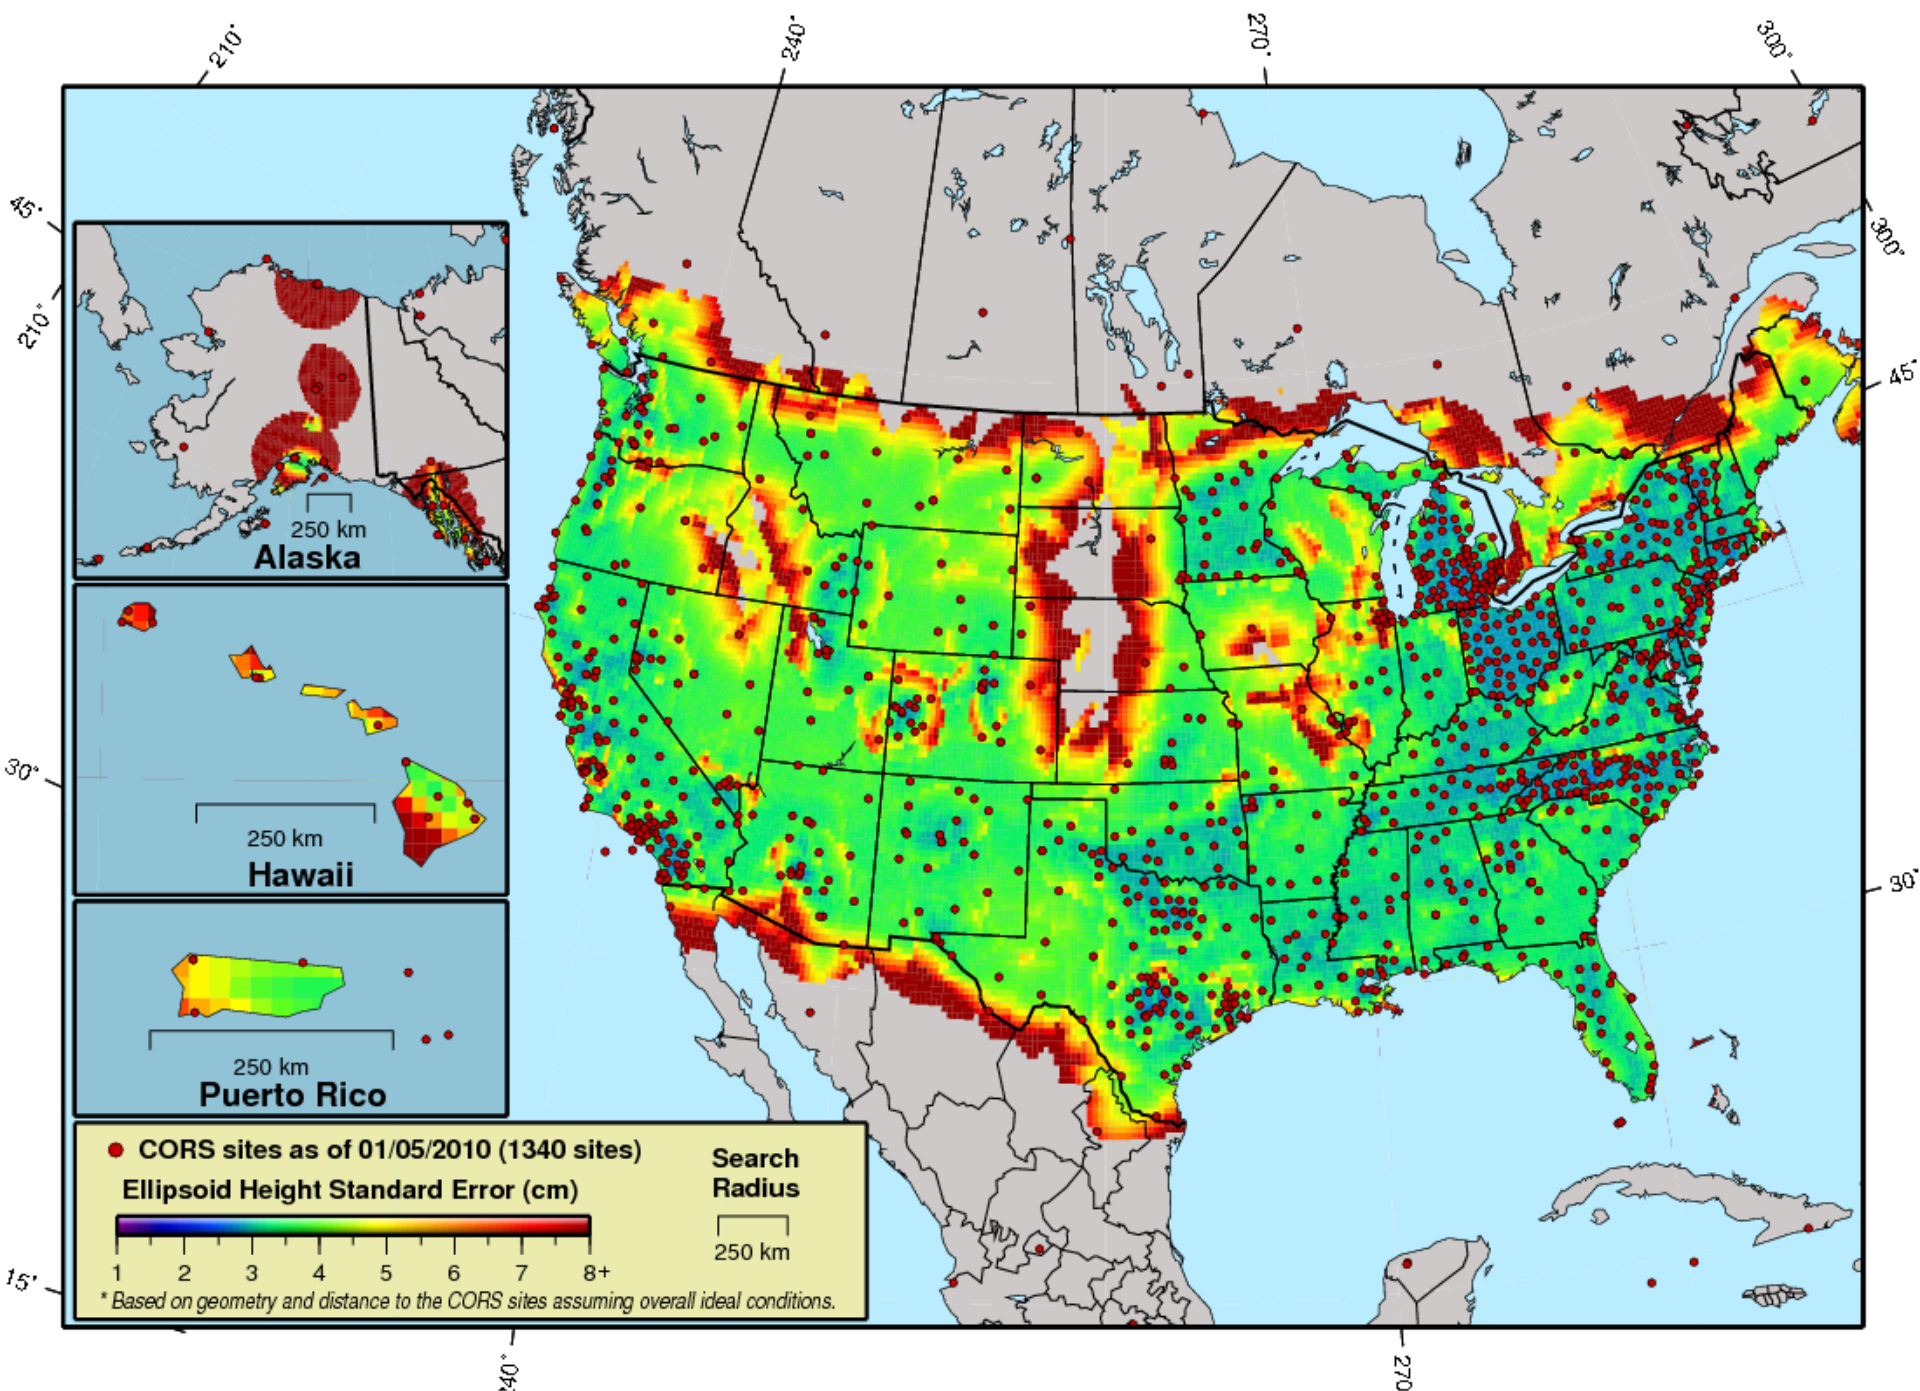 210°
240°
270°
300°
45°
300°
210°
45°
250 km
Alaska
250 km
Hawaii
30°
30°
250 km
Puerto Rico
CORS sites as of 01/05/2010 (1340 sites)
Search
Radius
Ellipsoid Height Standard Error (cm)
250 km
1 2 3 4 5 6 7 8+
* Based on geometry and distance to the CORS sites assuming overall ideal conditions.
15°
240°
270